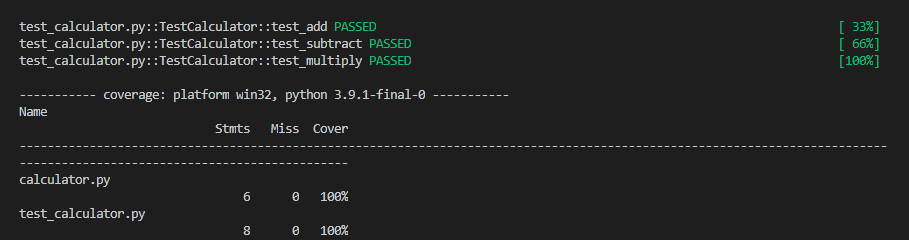 test_calculator.py::TestCalculator::test_add PASSED [ 33%]
test_calculator.py::TestCalculator::test_subtract PASSED [ 66%]
test_calculator.py::TestCalculator::test_multiply PASSED [100%]
----------- coverage: platform win32, python 3.9.1-final-0 -----------
Name
Stmts Miss Cover
----------------------------------------------------------------------------------------------------------------------------
-----------------------------------------------
calculator.py
6 0 100%
test_calculator.py
8 0 100%